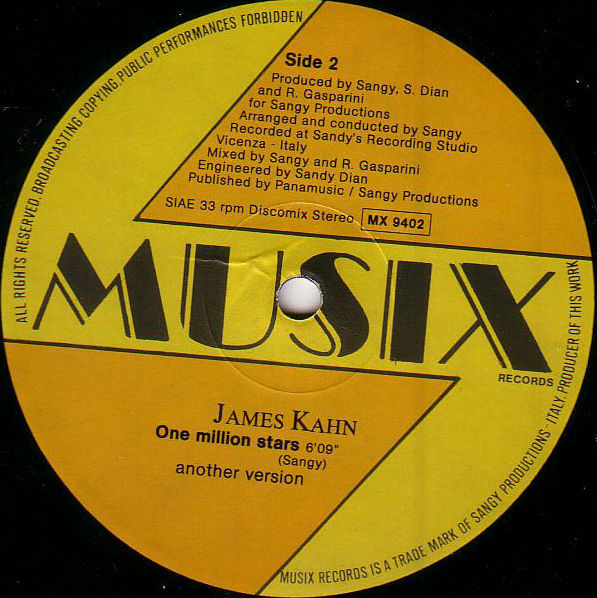 ALL RIGHTS RESERVED, BROADCASTING COPYING, PUBLIC PERFORMANCES FORBIDDEN
Side 2
Produced by Sangy, S. Dian
and R. Gasparini
for Sangy Productions
Arranged and conducted by Sangy
Recorded at Sandy's Recording Studio
Vicenza - Italy
Mixed by Sangy and R. Gasparini
Engineered by Sandy Dian
Published by Panamusic / Sangy Productions
SIAE 33 rpm Discomix Stereo MX 9402
MUSIX
RECORDS
JAMES KAHN
One million stars 6'09"
(Sangy)
another version
MUSIX RECORDS IS A TRADE MARK OF SANGY PRODUCTIONS - ITALY. PRODUCER OF THIS WORK